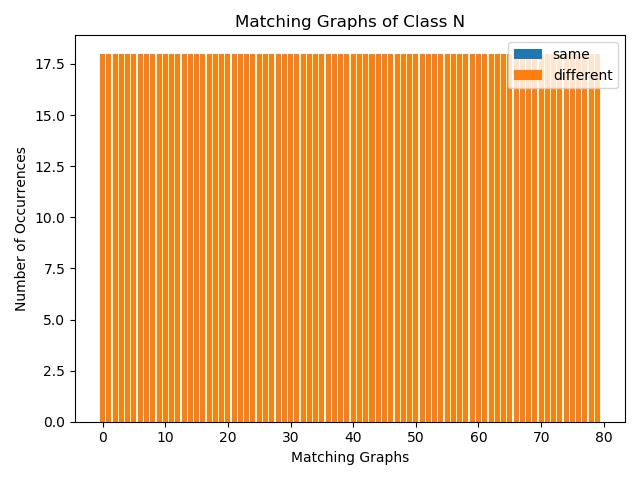 Matching Graphs of Class N
same
different
Number of Occurrences
17.5
15.0
12.5
10.0
7.5
5.0
2.5
0.0
0 10 20 30 40 50 60 70 80
Matching Graphs